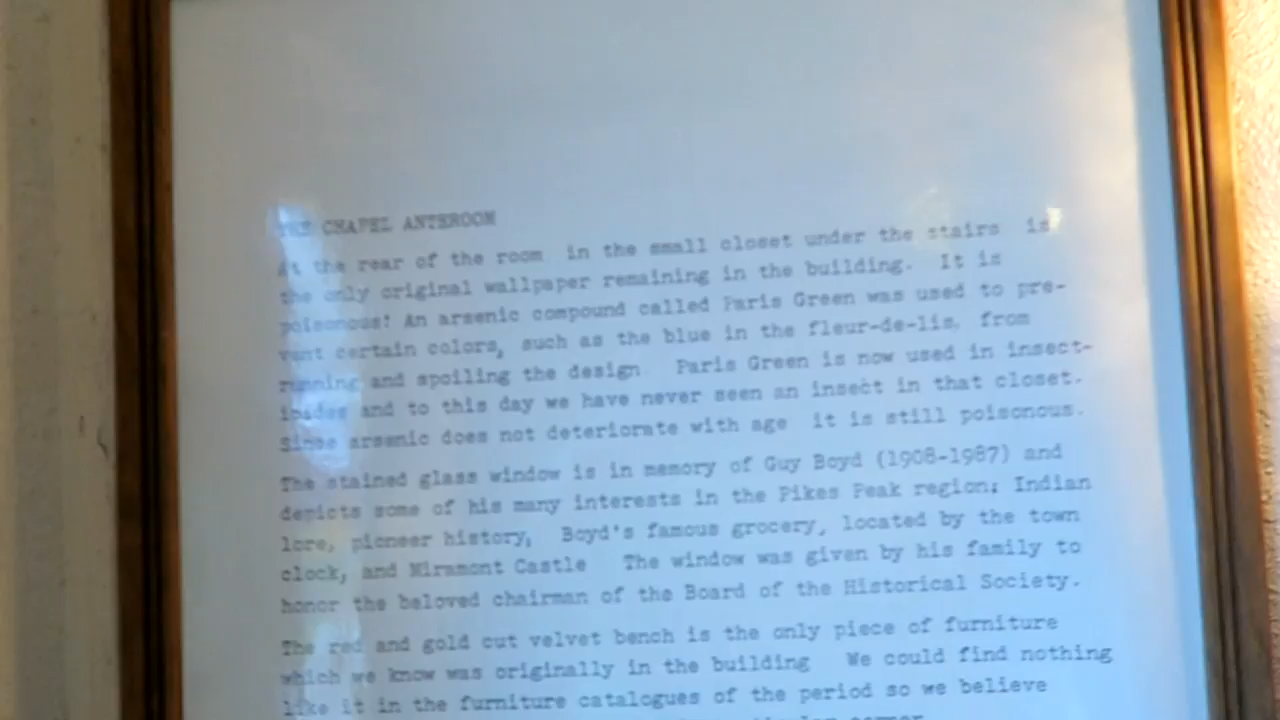 THE CHAPEL ANTEROOM
At the rear of the room in the small closet under the stairs is
the only original wallpaper remaining in the building. It is
poisonous! An arsenic compound called Paris Green was used to pre-
vent certain colors, such as the blue in the fleur-de-lis, from
running and spoiling the design. Paris Green is now used in insect-
icides and to this day we have never seen an insect in that closet.
Since arsenic does not deteriorate with age it is still poisonous.
The stained glass window is in memory of Guy Boyd (1908-1987) and
depicts some of his many interests in the Pikes Peak region: Indian
lore, pioneer history, Boyd's famous grocery, located by the town
clock, and Miramont Castle The window was given by his family to
honor the beloved chairman of the Board of the Historical Society.
The red and gold cut velvet bench is the only piece of furniture
which we know was originally in the building We could find nothing
like it in the furniture catalogues of the period so we believe